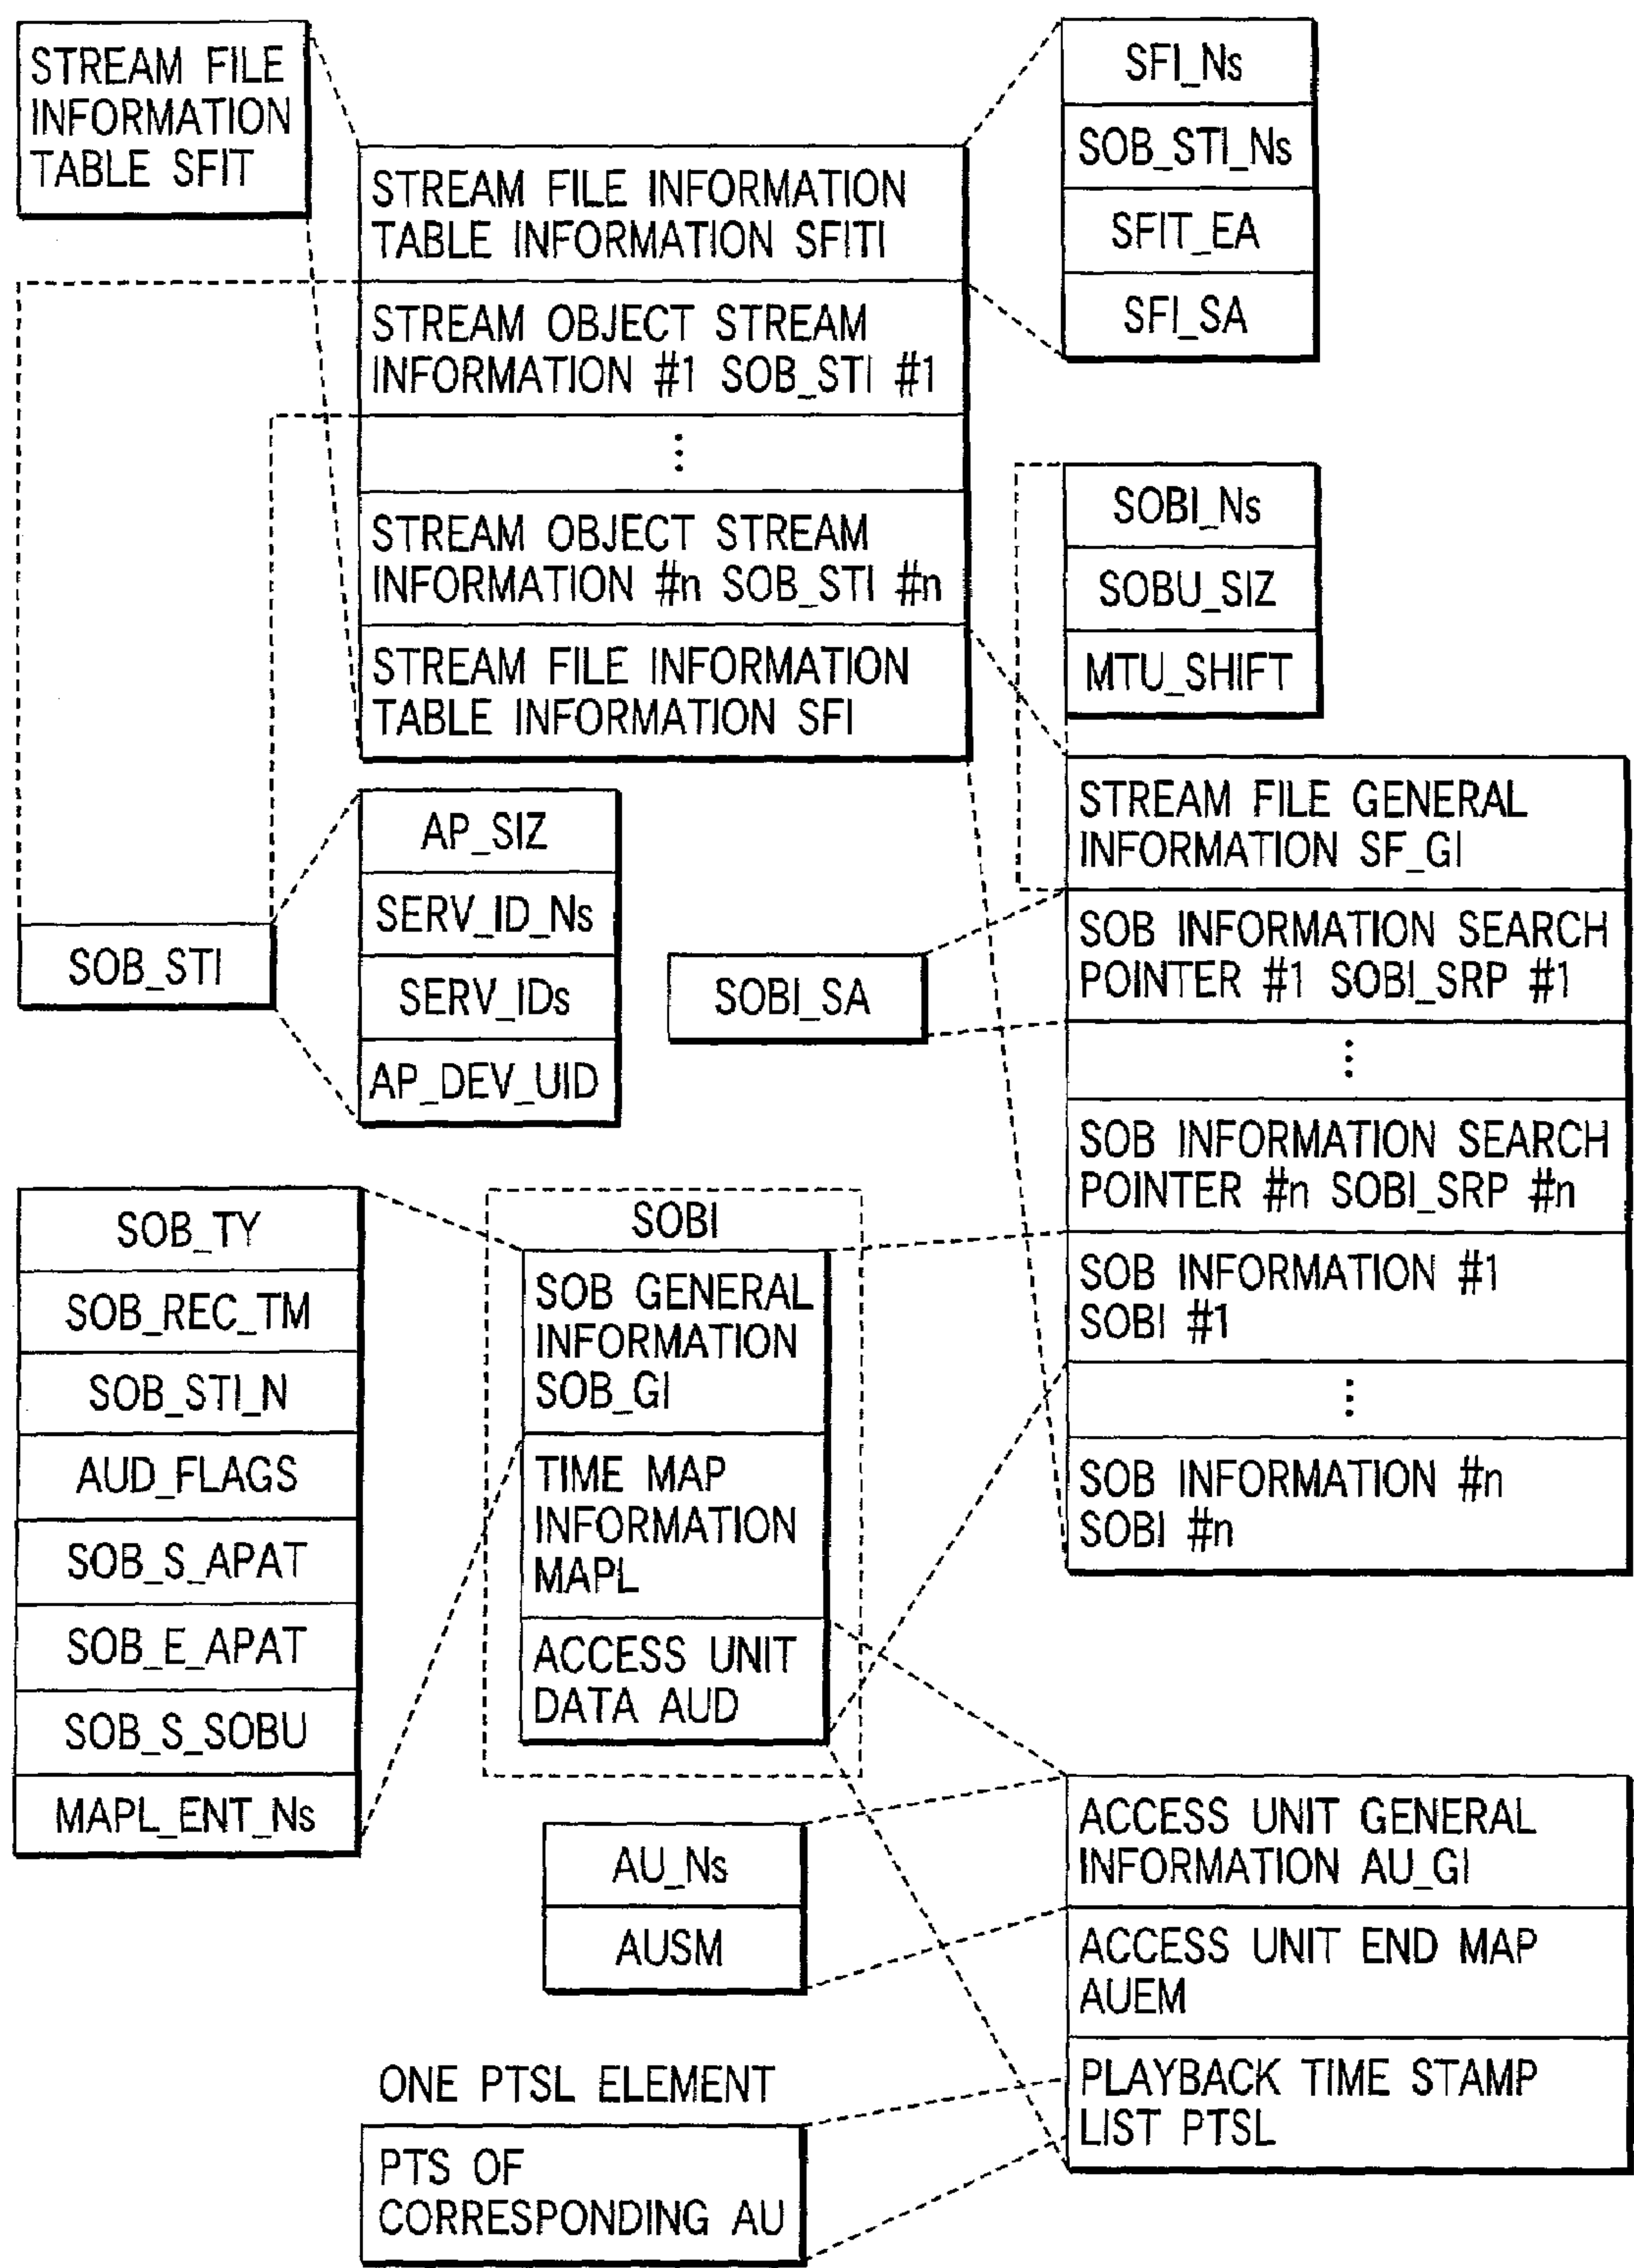 STREAM FILE
INFORMATION
TABLE SFIT
STREAM FILE INFORMATION
TABLE INFORMATION SFITI
STREAM OBJECT STREAM
INFORMATION #1 SOB_STI #1
⋮
STREAM OBJECT STREAM
INFORMATION #n SOB_STI #n
STREAM FILE INFORMATION
TABLE INFORMATION SFI
SFI_Ns
SOB_STI_Ns
SFIT_EA
SFI_SA
SOBI_Ns
SOBU_SIZ
MTU_SHIFT
STREAM FILE GENERAL
INFORMATION SF_GI
SOB INFORMATION SEARCH
POINTER #1 SOBI_SRP #1
⋮
SOB INFORMATION SEARCH
POINTER #n SOBI_SRP #n
SOB INFORMATION #1
SOBI #1
⋮
SOB INFORMATION #n
SOBI #n
SOB_STI
AP_SIZ
SERV_ID_Ns
SERV_IDs
AP_DEV_UID
SOBI_SA
SOB_TY
SOB_REC_TM
SOB_STI_N
AUD_FLAGS
SOB_S_APAT
SOB_E_APAT
SOB_S_SOBU
MAPL_ENT_Ns
SOBI
SOB GENERAL
INFORMATION
SOB_GI
TIME MAP
INFORMATION
MAPL
ACCESS UNIT
DATA AUD
AU_Ns
AUSM
ACCESS UNIT GENERAL
INFORMATION AU_GI
ACCESS UNIT END MAP
AUEM
PLAYBACK TIME STAMP
LIST PTSL
ONE PTSL ELEMENT
PTS OF
CORRESPONDING AU